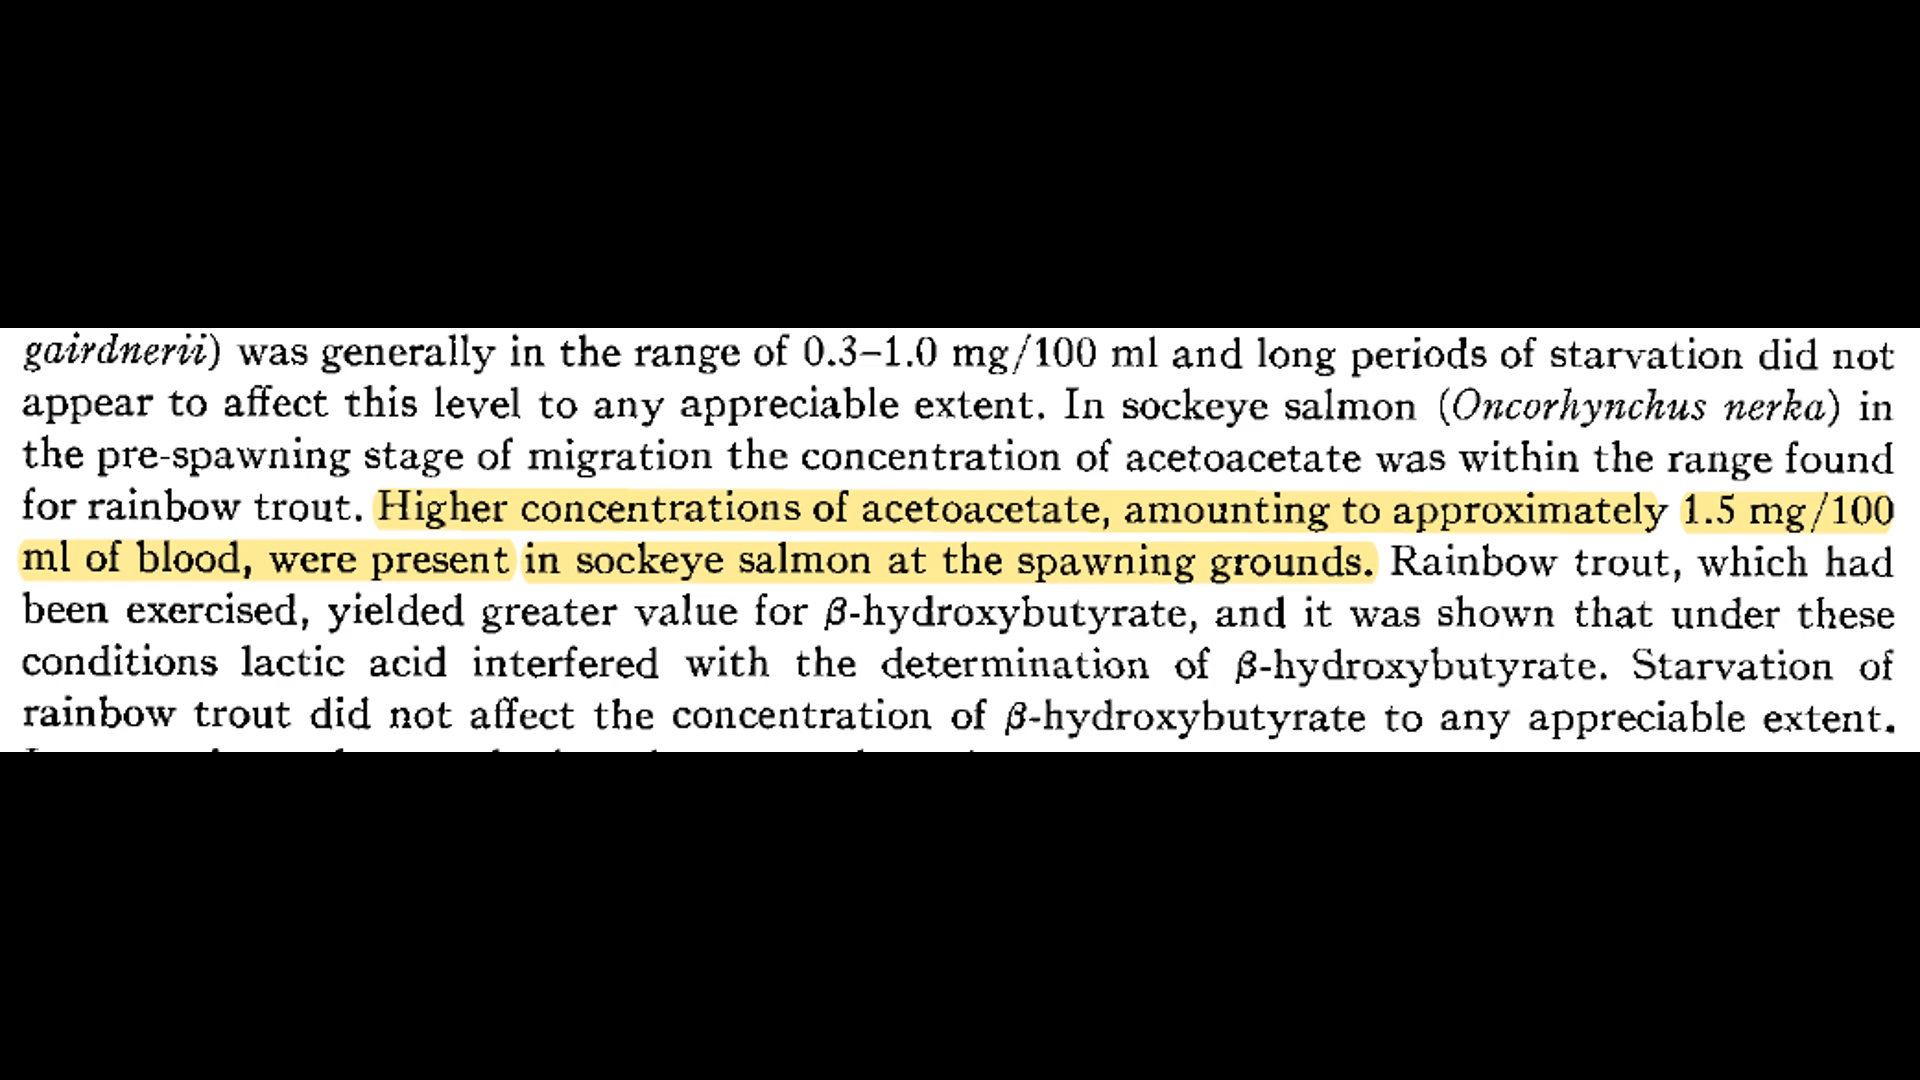 gairdnerii) was generally in the range of 0.3–1.0 mg/100 ml and long periods of starvation did not
appear to affect this level to any appreciable extent. In sockeye salmon (Oncorhynchus nerka) in
the pre-spawning stage of migration the concentration of acetoacetate was within the range found
for rainbow trout. Higher concentrations of acetoacetate, amounting to approximately 1.5 mg/100
ml of blood, were present in sockeye salmon at the spawning grounds. Rainbow trout, which had
been exercised, yielded greater value for β-hydroxybutyrate, and it was shown that under these
conditions lactic acid interfered with the determination of β-hydroxybutyrate. Starvation of
rainbow trout did not affect the concentration of β-hydroxybutyrate to any appreciable extent.